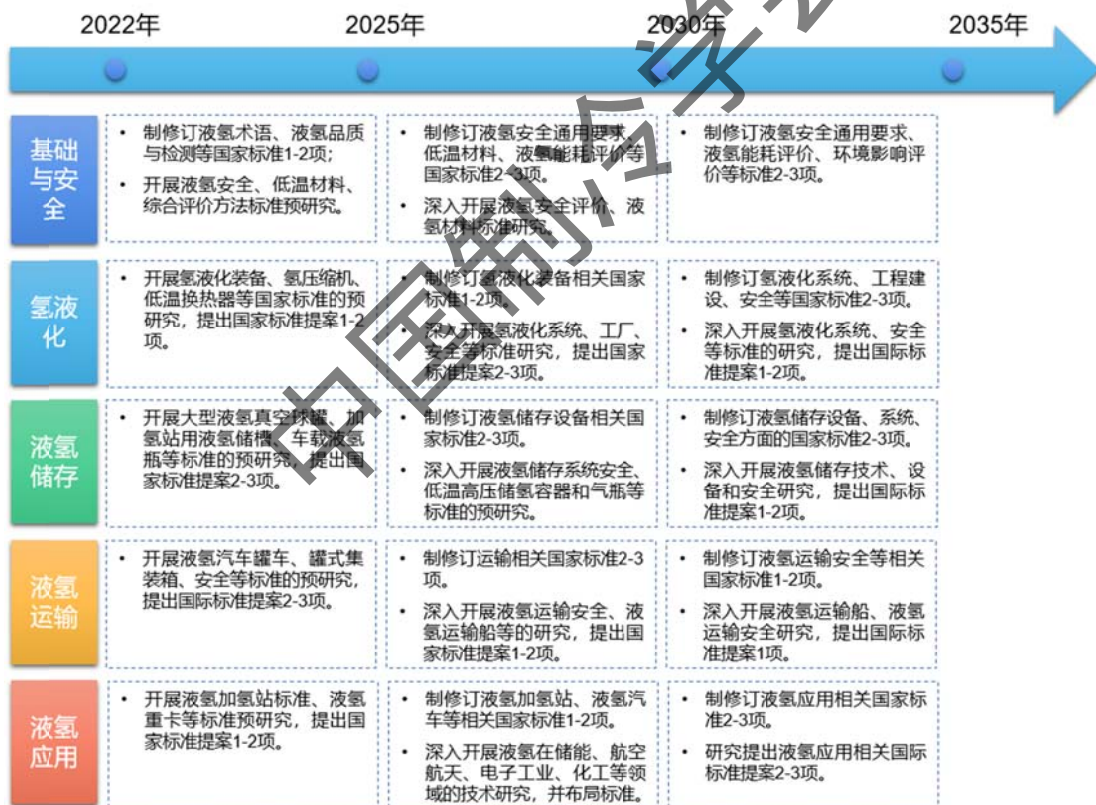 2022年
2025年
2030年
2035年
基础
与安
全
• 制修订液氢术语、液氢品质
与检测等国家标准1-2项;
• 开展液氢安全、低温材料、
综合评价方法标准预研究。
• 制修订液氢安全通用要求、
低温材料、液氢能耗评价等
国家标准2~3项。
• 深入开展液氢安全评价、液
氢材料标准研究。
• 制修订液氢安全通用要求、
液氢能耗评价、环境影响评
价等标准2-3项。
氢液
化
• 开展氢液化装备、氢压缩机、
低温换热器等国家标准的预
研究，提出国家标准提案1-2
项。
• 制修订氢液化装备相关国家
标准1-2项。
• 深入开展氢液化系统、工厂、
安全等标准研究，提出国家
标准提案2-3项。
• 制修订氢液化系统、工程建
设、安全等国家标准2-3项。
• 深入开展氢液化系统、安全
等标准的研究，提出国际标
准提案1-2项。
液氢
储存
• 开展大型液氢真空球罐、加
氢站用液氢储槽、车载液氢
瓶等标准的预研究，提出国
家标准提案2-3项。
• 制修订液氢储存设备相关国
家标准2-3项。
• 深入开展液氢储存系统安全、
低温高压储氢容器和气瓶等
标准的预研究。
• 制修订液氢储存设备、系统、
安全方面的国家标准2-3项。
• 深入开展液氢储存技术、设
备和安全研究，提出国际标
准提案1-2项。
液氢
运输
• 开展液氢汽车罐车、罐式集
装箱、安全等标准的预研究，
提出国际标准提案2-3项。
• 制修订运输相关国家标准2-3
项。
• 深入开展液氢运输安全、液
氢运输船等的研究，提出国
家标准提案1-2项。
• 制修订液氢运输安全等相关
国家标准1-2项。
• 深入开展液氢运输船、液氢
运输安全研究，提出国际标
准提案1项。
液氢
应用
• 开展液氢加氢站标准、液氢
重卡等标准预研究，提出国
家标准提案1-2项。
• 制修订液氢加氢站、液氢汽
车等相关国家标准1-2项。
• 深入开展液氢在储能、航空
航天、电子工业、化工等领
域的技术研究，并布局标准。
• 制修订液氢应用相关国家标
准2-3项。
• 研究提出液氢应用相关国际
标准提案2-3项。
中国制冷学会